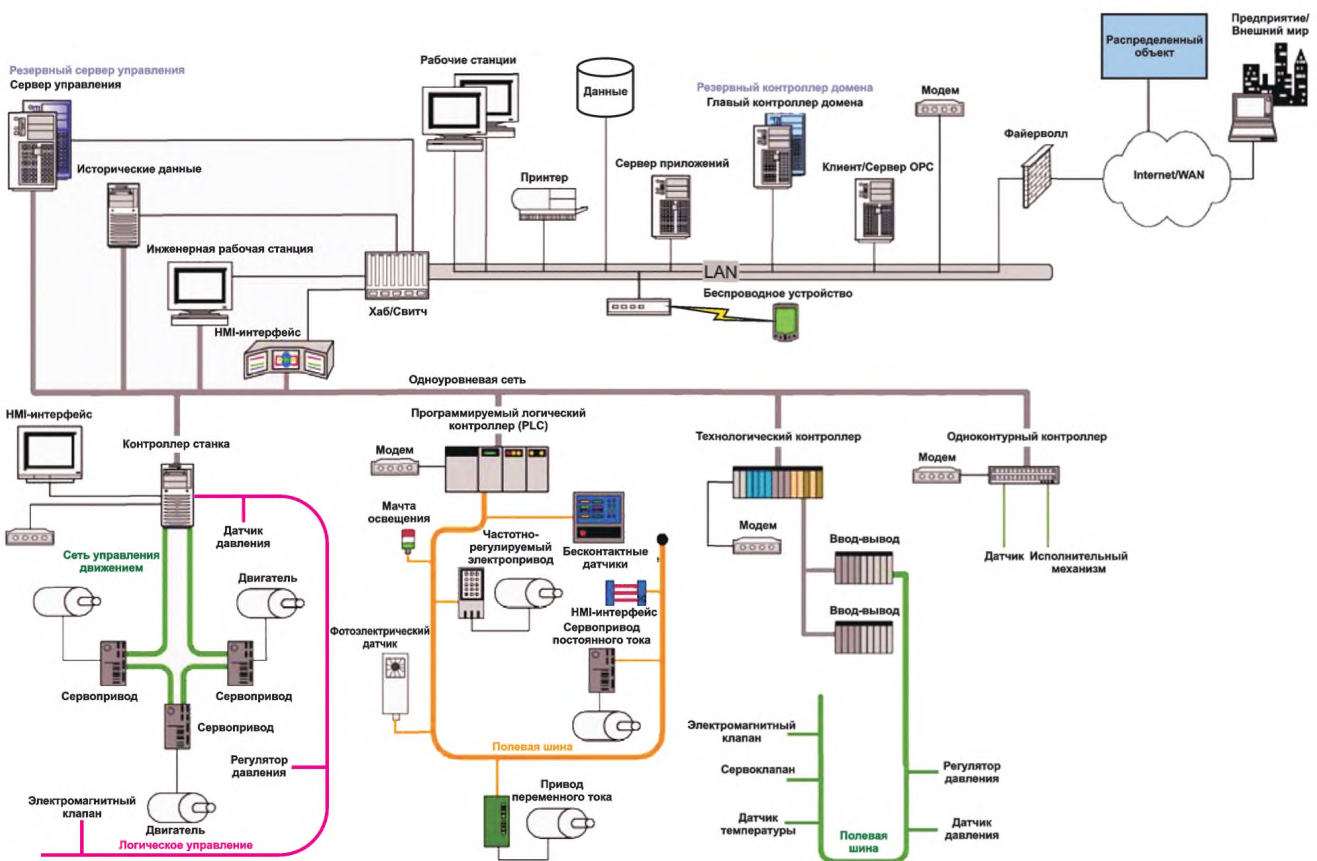 Предприятие/
Внешний мир
Распределенный
объект
Резервный сервер управления
Сервер управления
Рабочие станции
Данные
Резервный контроллер домена
Главый контроллер домена
Модем
Файерволл
Исторические данные
Принтер
Сервер приложений
Клиент/Сервер ОРС
Internet/WAN
Инженерная рабочая станция
LAN
Беспроводное устройство
Хаб/Свитч
HMI-интерфейс
Одноуровневая сеть
HMI-интерфейс
Контроллер станка
Программируемый логический
контроллер (PLC)
Модем
Технологический контроллер
Одноконтурный контроллер
Модем
Мачта
освещения
Датчик
давления
Частотно-
регулируемый
электропривод
Бесконтактные
датчики
Модем
Ввод-вывод
Датчик
Исполнительный
механизм
Сеть управления
движением
Двигатель
HMI-интерфейс
Сервопривод
постоянного тока
Ввод-вывод
Фотоэлектрический
датчик
Сервопривод
Сервопривод
Сервопривод
Электромагнитный
клапан
Полевая шина
Регулятор
давления
Сервоклапан
Регулятор
давления
Привод
переменного тока
Электромагнитный
клапан
Двигатель
Датчик
температуры
Полевая
шина
Датчик
давления
Логическое управление